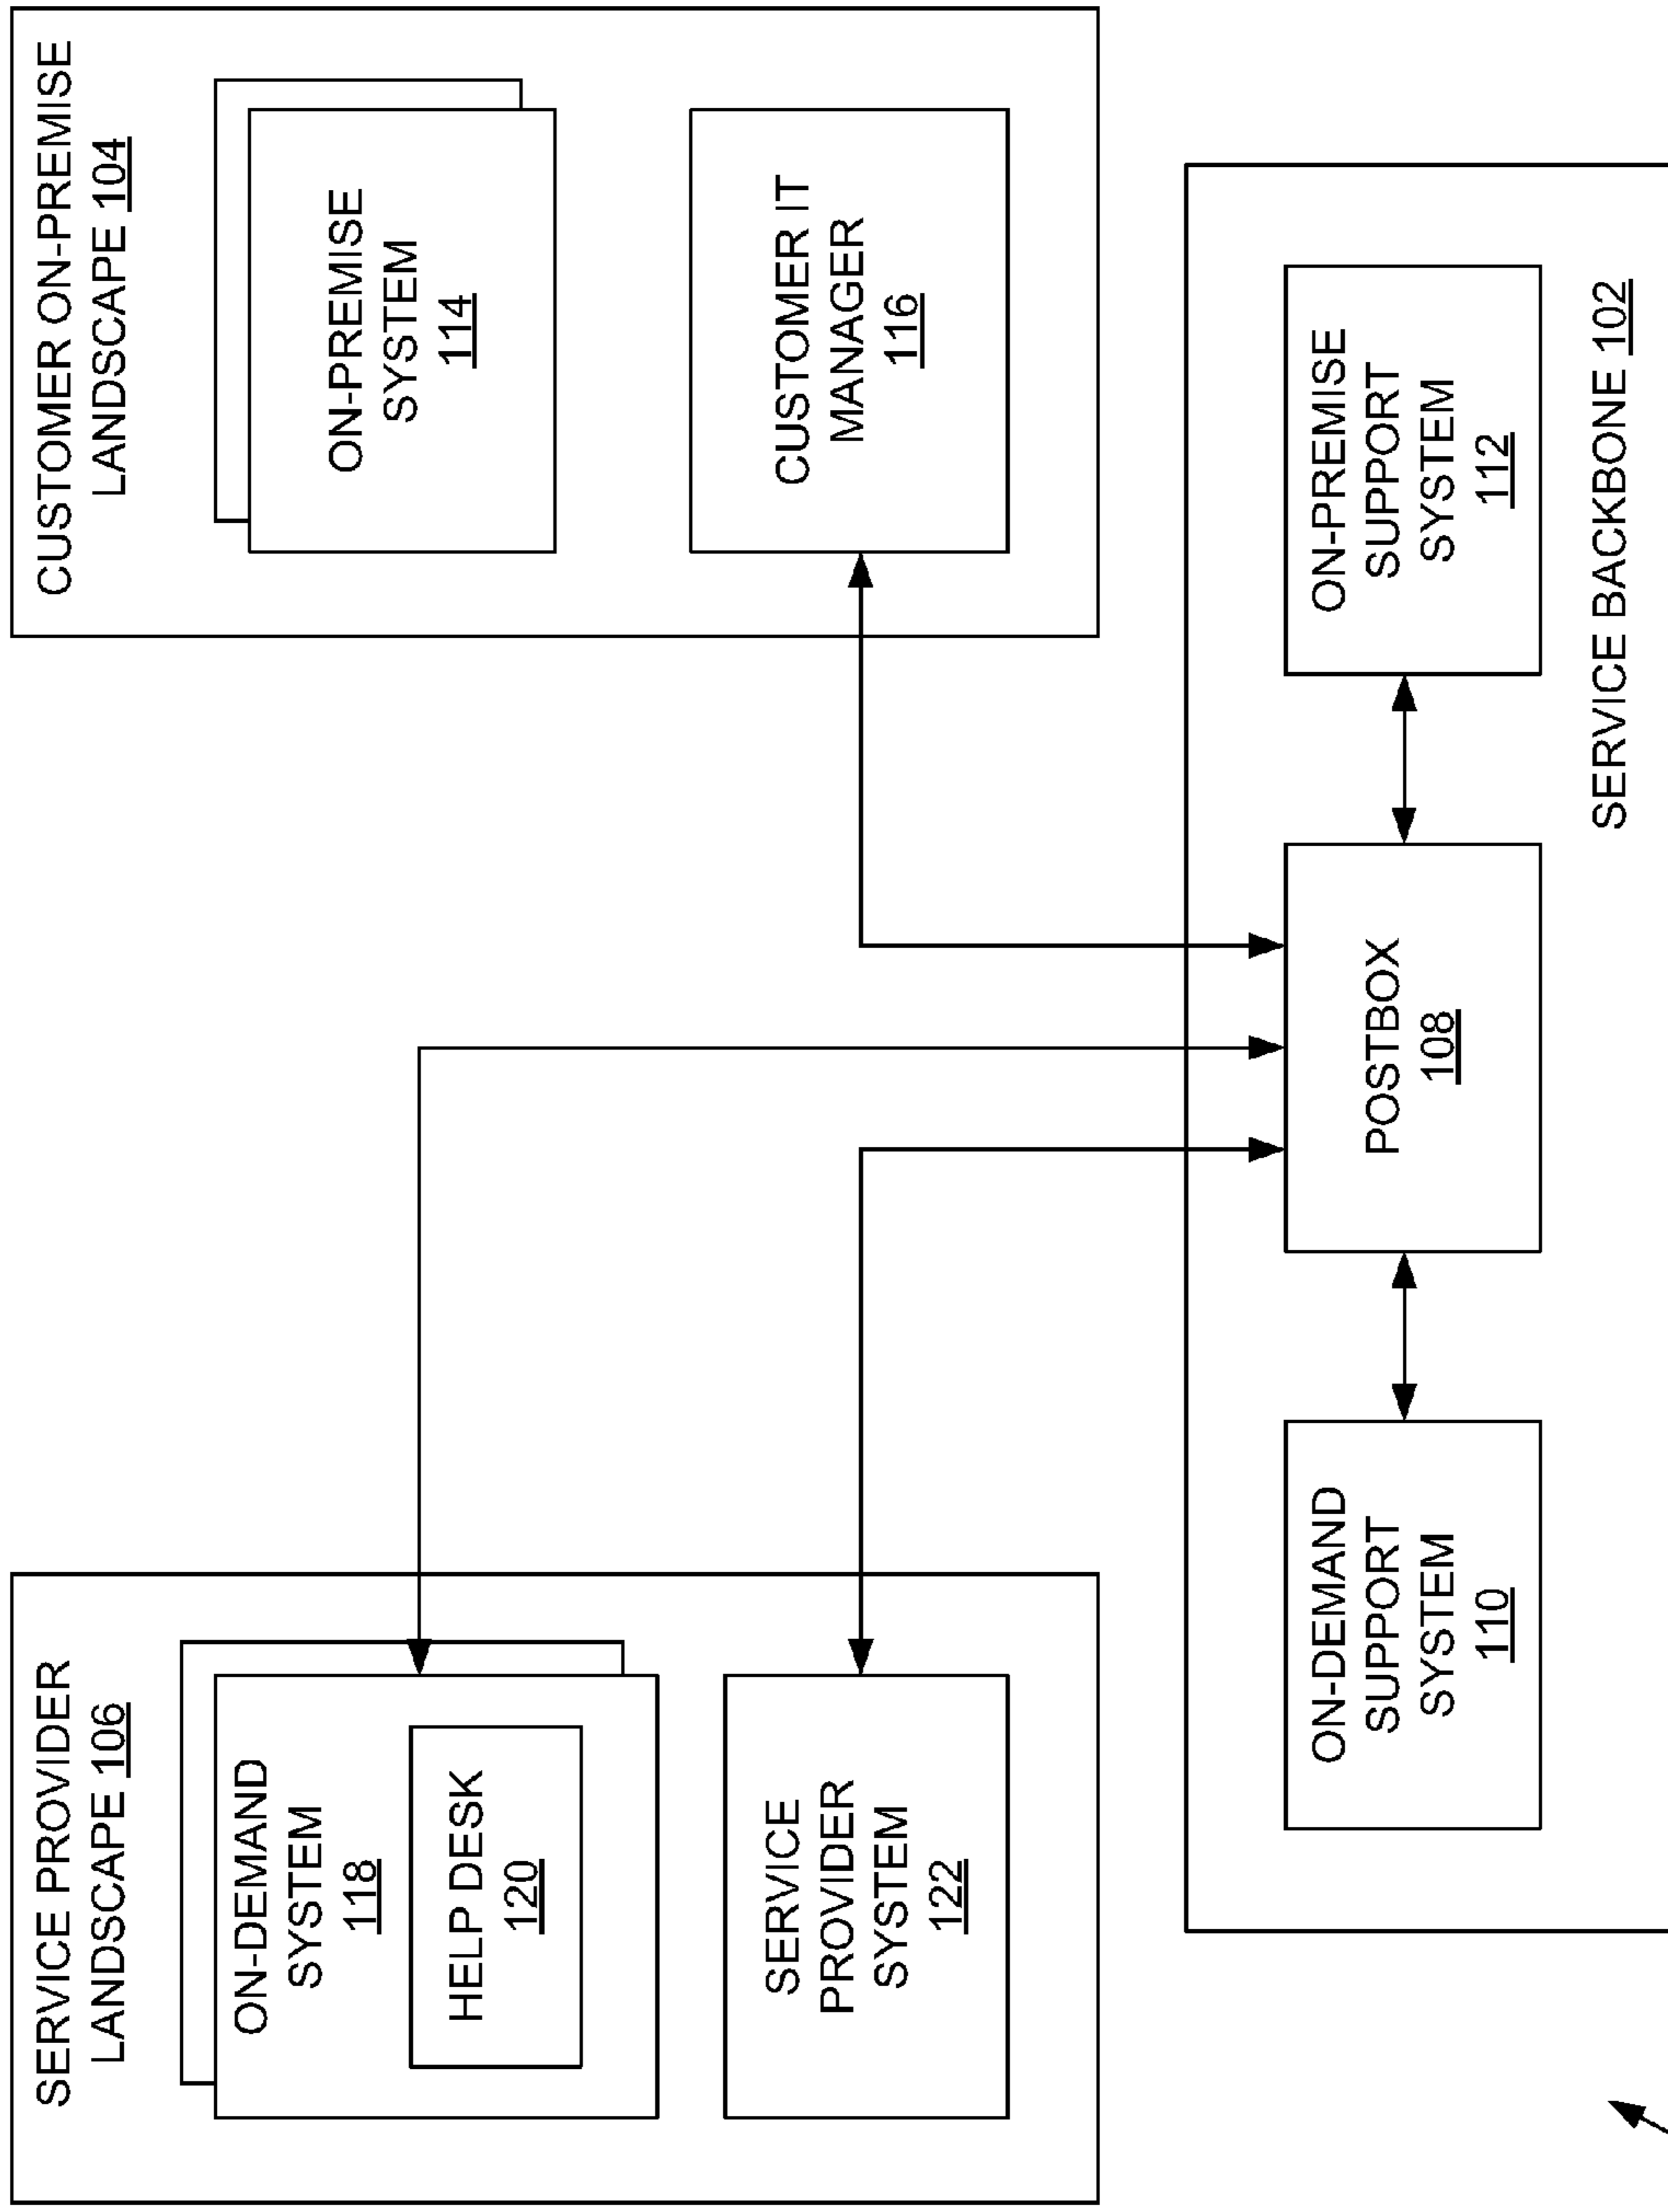 SERVICE PROVIDER
LANDSCAPE 106
ON-DEMAND
SYSTEM
118
HELP DESK
120
SERVICE
PROVIDER
SYSTEM
122
CUSTOMER ON-PREMISE
LANDSCAPE 104
ON-PREMISE
SYSTEM
114
CUSTOMER IT
MANAGER
116
ON-DEMAND
SUPPORT
SYSTEM
110
POSTBOX
108
ON-PREMISE
SUPPORT
SYSTEM
112
SERVICE BACKBONE 102